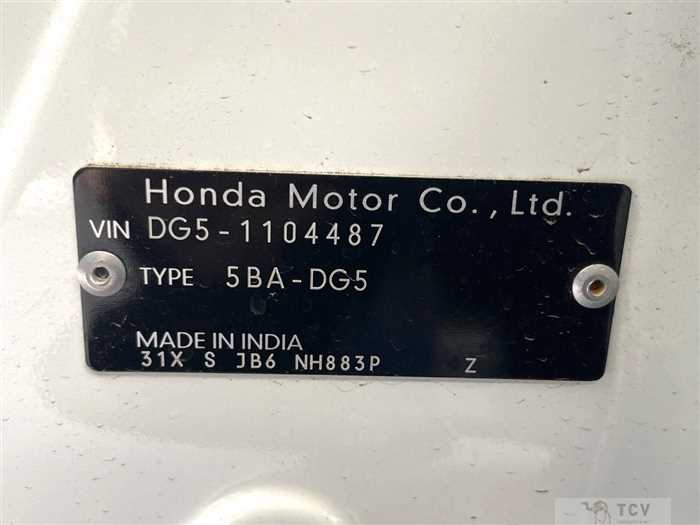 Honda Motor Co., Ltd.
VIN DG5-1104487
TYPE 5BA-DG5
MADE IN INDIA
31X S JB6 NH883P Z
TCV